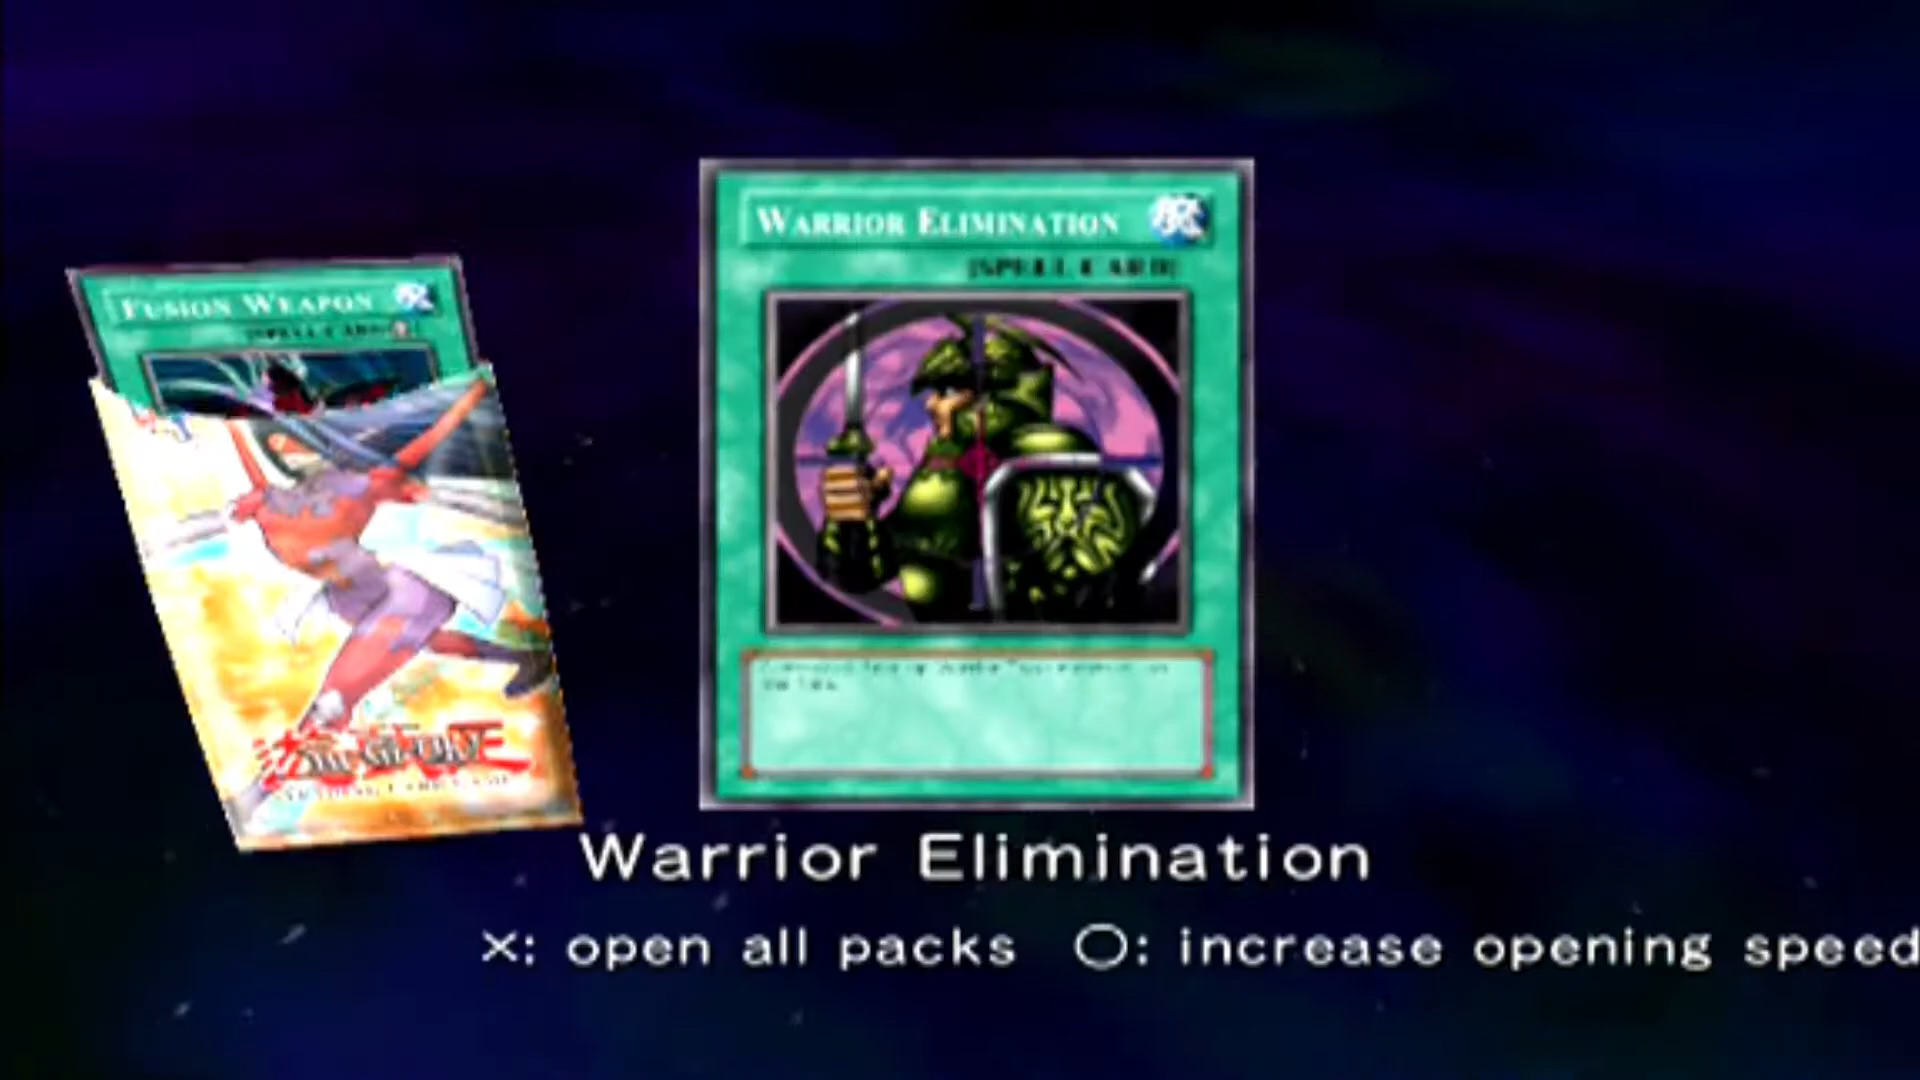 WARRIOR ELIMINATION
[SPELL CARD]
FUSION WEAPON
[SPELL CARD
Warrior Elimination
X: open all packs O: increase opening speed